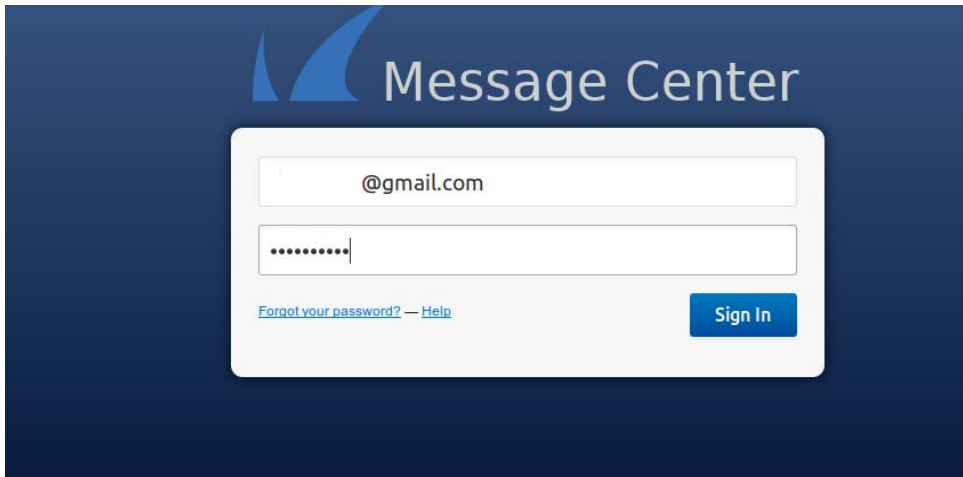 Message Center
@gmail.com
••••••••••
Forgot your password? — Help
Sign In